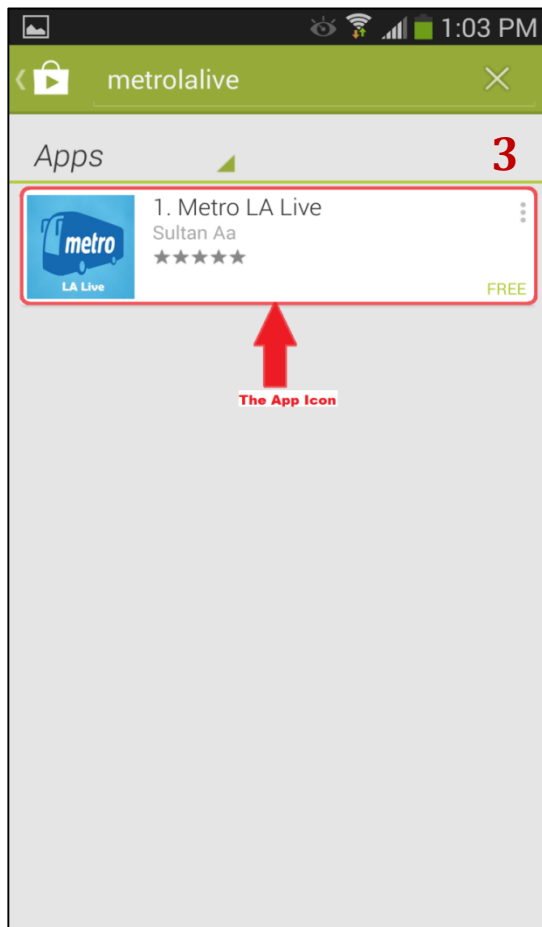 1:03 PM
metrolalive
Apps
3
1. Metro LA Live
Sultan Aa
metro
LA Live
FREE
The App Icon